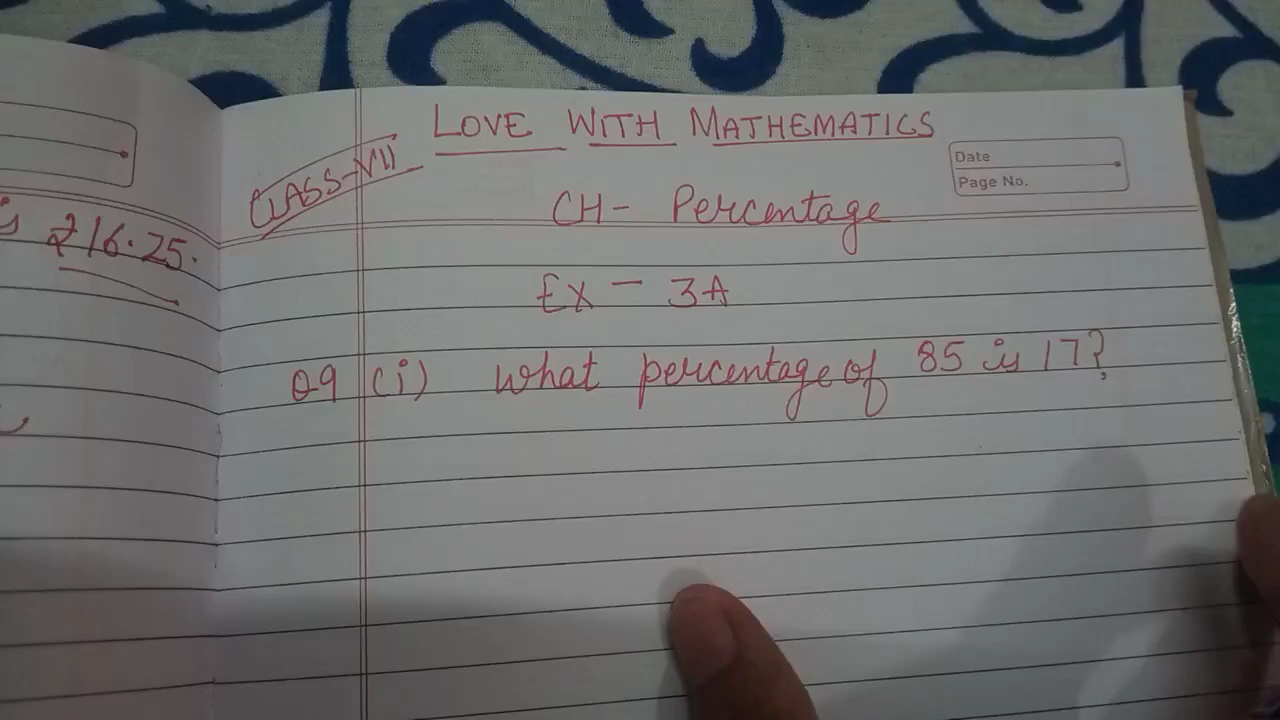 LOVE WITH MATHEMATICS
CLASS-VII
Date
Page No.
CH- Percentage
is ₹16.25.
Ex - 3A
Q9 (i) What percentage of 85 is 17?